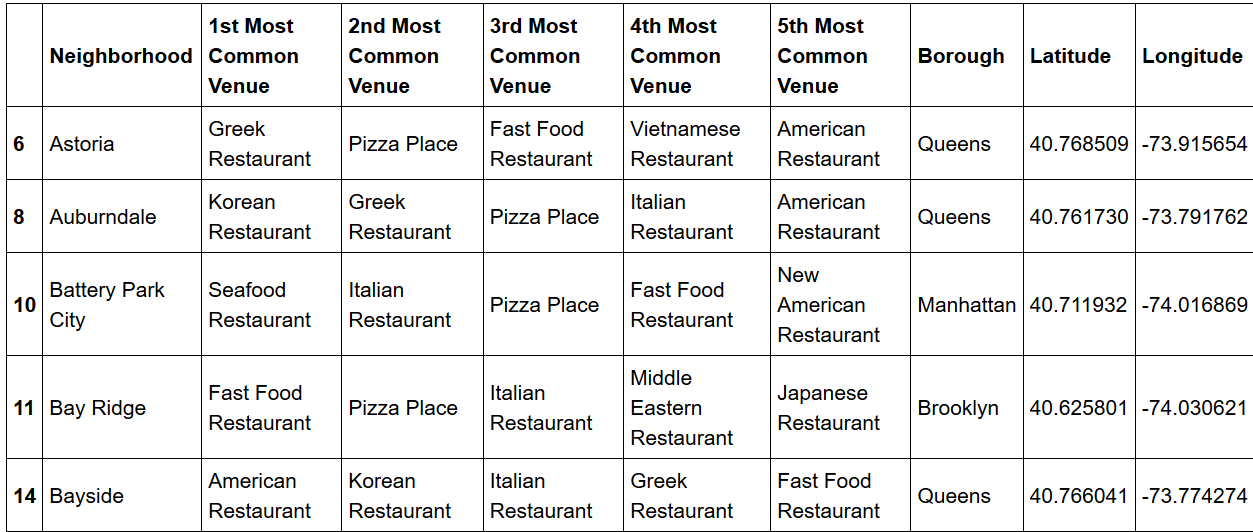 Neighborhood 1st Most Common Venue 2nd Most Common Venue 3rd Most Common Venue 4th Most Common Venue 5th Most Common Venue Borough Latitude Longitude
6 Astoria Greek Restaurant Pizza Place Fast Food Restaurant Vietnamese Restaurant American Restaurant Queens 40.768509 -73.915654
8 Auburndale Korean Restaurant Greek Restaurant Pizza Place Italian Restaurant American Restaurant Queens 40.761730 -73.791762
10 Battery Park City Seafood Restaurant Italian Restaurant Pizza Place Fast Food Restaurant New American Restaurant Manhattan 40.711932 -74.016869
11 Bay Ridge Fast Food Restaurant Pizza Place Italian Restaurant Middle Eastern Restaurant Japanese Restaurant Brooklyn 40.625801 -74.030621
14 Bayside American Restaurant Korean Restaurant Italian Restaurant Greek Restaurant Fast Food Restaurant Queens 40.766041 -73.774274